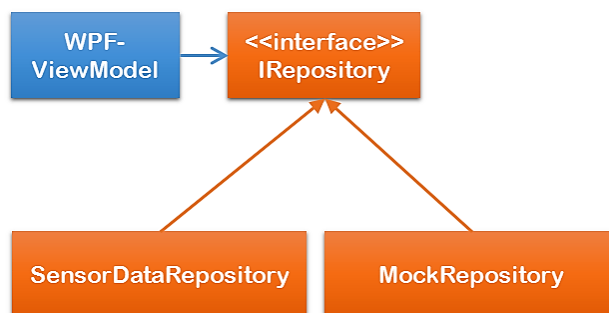 WPF-
ViewModel
<<interface>>
IRepository
SensorDataRepository
MockRepository